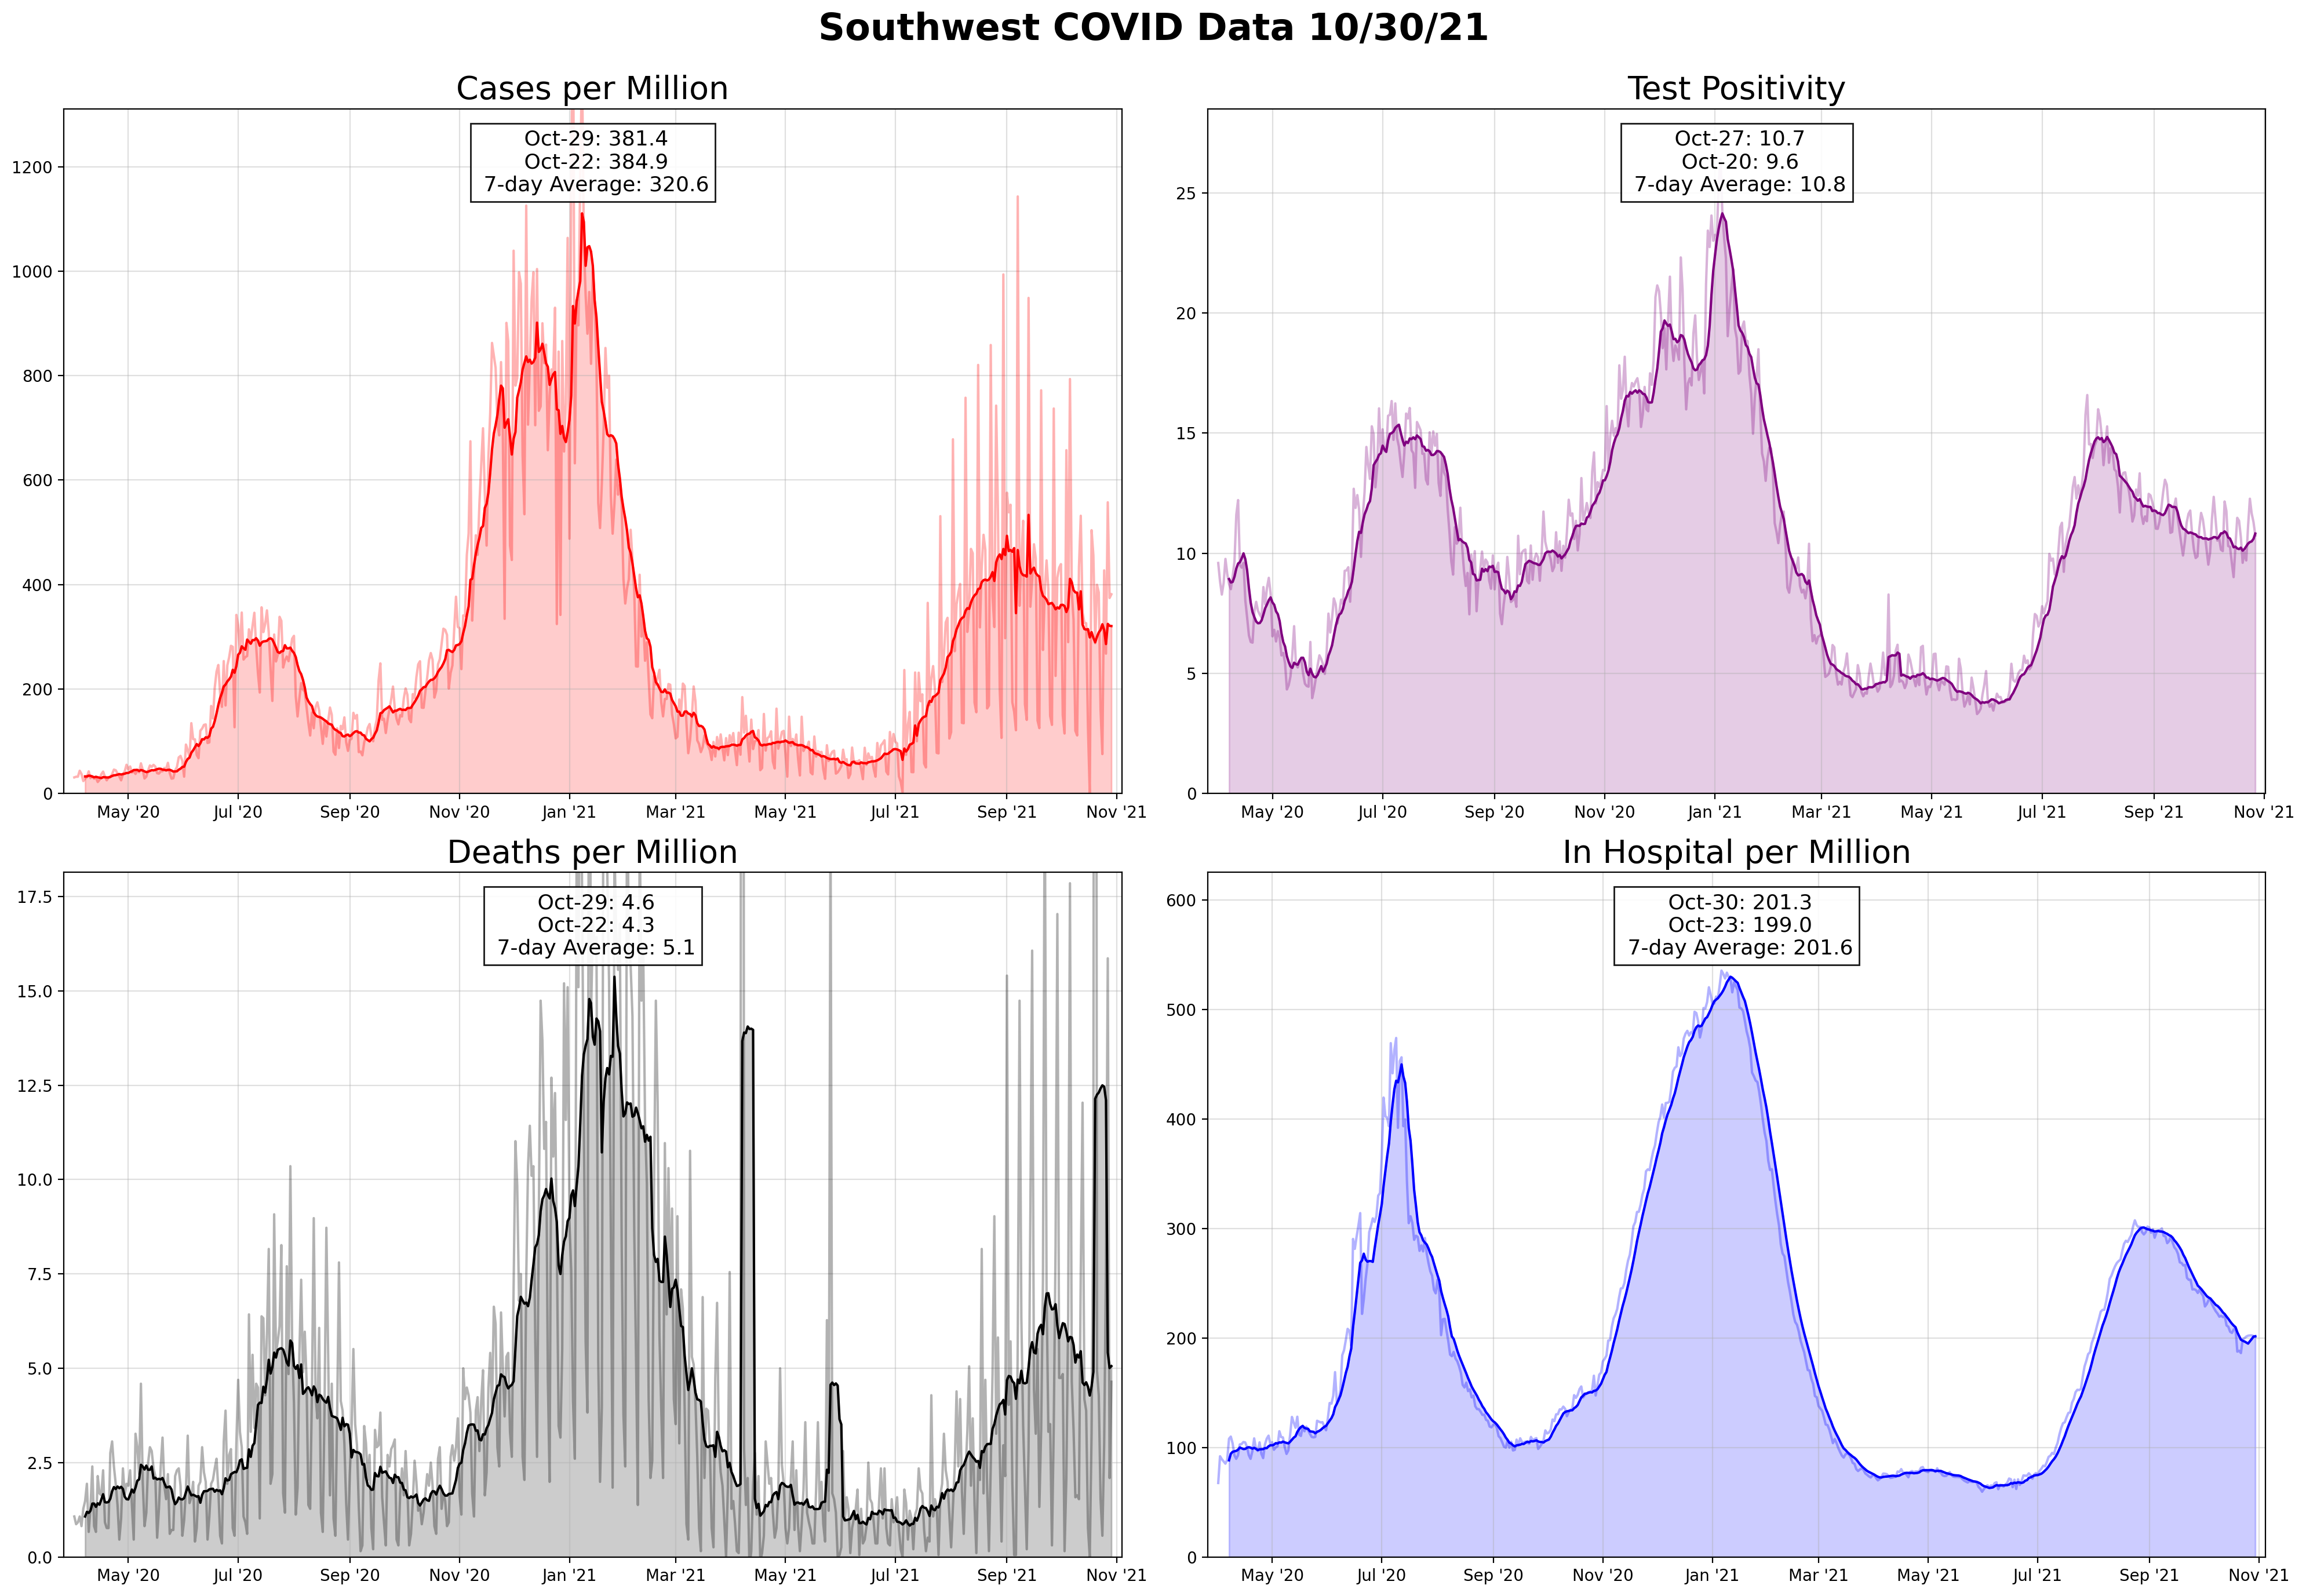 Southwest COVID Data 10/30/21
Cases per Million
Oct-29: 381.4
Oct-22: 384.9
7-day Average: 320.6
1200
1000
800
600
400
200
0
May '20 Jul '20 Sep '20 Nov '20 Jan '21 Mar '21 May '21 Jul '21 Sep '21 Nov '21
Test Positivity
Oct-27: 10.7
Oct-20: 9.6
7-day Average: 10.8
25
20
15
10
5
0
May '20 Jul '20 Sep '20 Nov '20 Jan '21 Mar '21 May '21 Jul '21 Sep '21 Nov '21
Deaths per Million
Oct-29: 4.6
Oct-22: 4.3
7-day Average: 5.1
17.5
15.0
12.5
10.0
7.5
5.0
2.5
0.0
May '20 Jul '20 Sep '20 Nov '20 Jan '21 Mar '21 May '21 Jul '21 Sep '21 Nov '21
In Hospital per Million
Oct-30: 201.3
Oct-23: 199.0
7-day Average: 201.6
600
500
400
300
200
100
0
May '20 Jul '20 Sep '20 Nov '20 Jan '21 Mar '21 May '21 Jul '21 Sep '21 Nov '21